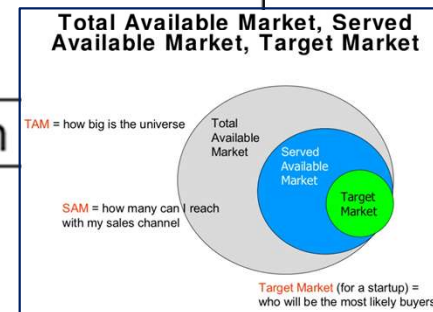 Total Available Market, Served
Available Market, Target Market
TAM = how big is the universe
Total
Available
Market
Served
Available
Market
Target
Market
SAM = how many can I reach
with my sales channel
Target Market (for a startup) =
who will be the most likely buyers